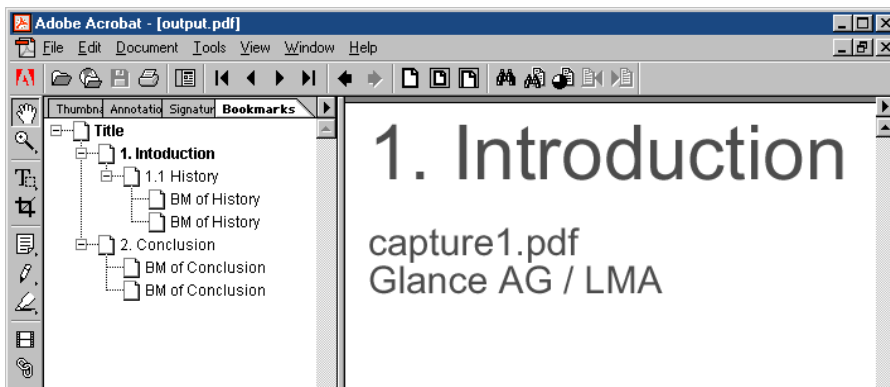 Adobe Acrobat - [output.pdf]
File Edit Document Tools View Window Help
Thumbna Annotatio Signatur Bookmarks
Title
1. Intoduction
1.1 History
BM of History
BM of History
2. Conclusion
BM of Conclusion
BM of Conclusion
1. Introduction
capture1.pdf
Glance AG / LMA